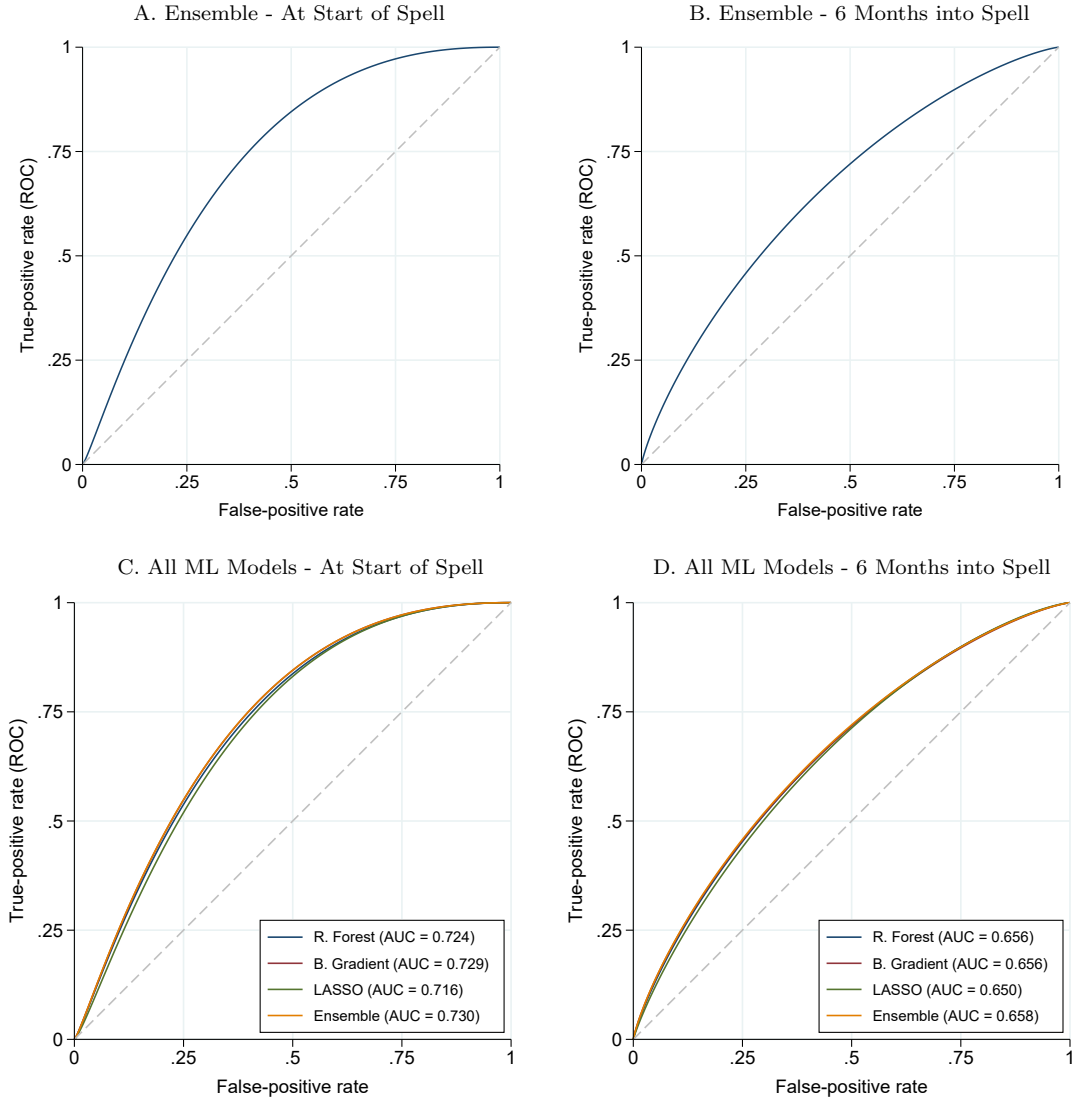 A. Ensemble - At Start of Spell
1
.75
.5
.25
0
True-positive rate (ROC)
0 .25 .5 .75 1
False-positive rate
B. Ensemble - 6 Months into Spell
1
.75
.5
.25
0
True-positive rate (ROC)
0 .25 .5 .75 1
False-positive rate
C. All ML Models - At Start of Spell
1
.75
.5
.25
0
True-positive rate (ROC)
R. Forest (AUC = 0.724)
B. Gradient (AUC = 0.729)
LASSO (AUC = 0.716)
Ensemble (AUC = 0.730)
0 .25 .5 .75 1
False-positive rate
D. All ML Models - 6 Months into Spell
1
.75
.5
.25
0
True-positive rate (ROC)
R. Forest (AUC = 0.656)
B. Gradient (AUC = 0.656)
LASSO (AUC = 0.650)
Ensemble (AUC = 0.658)
0 .25 .5 .75 1
False-positive rate